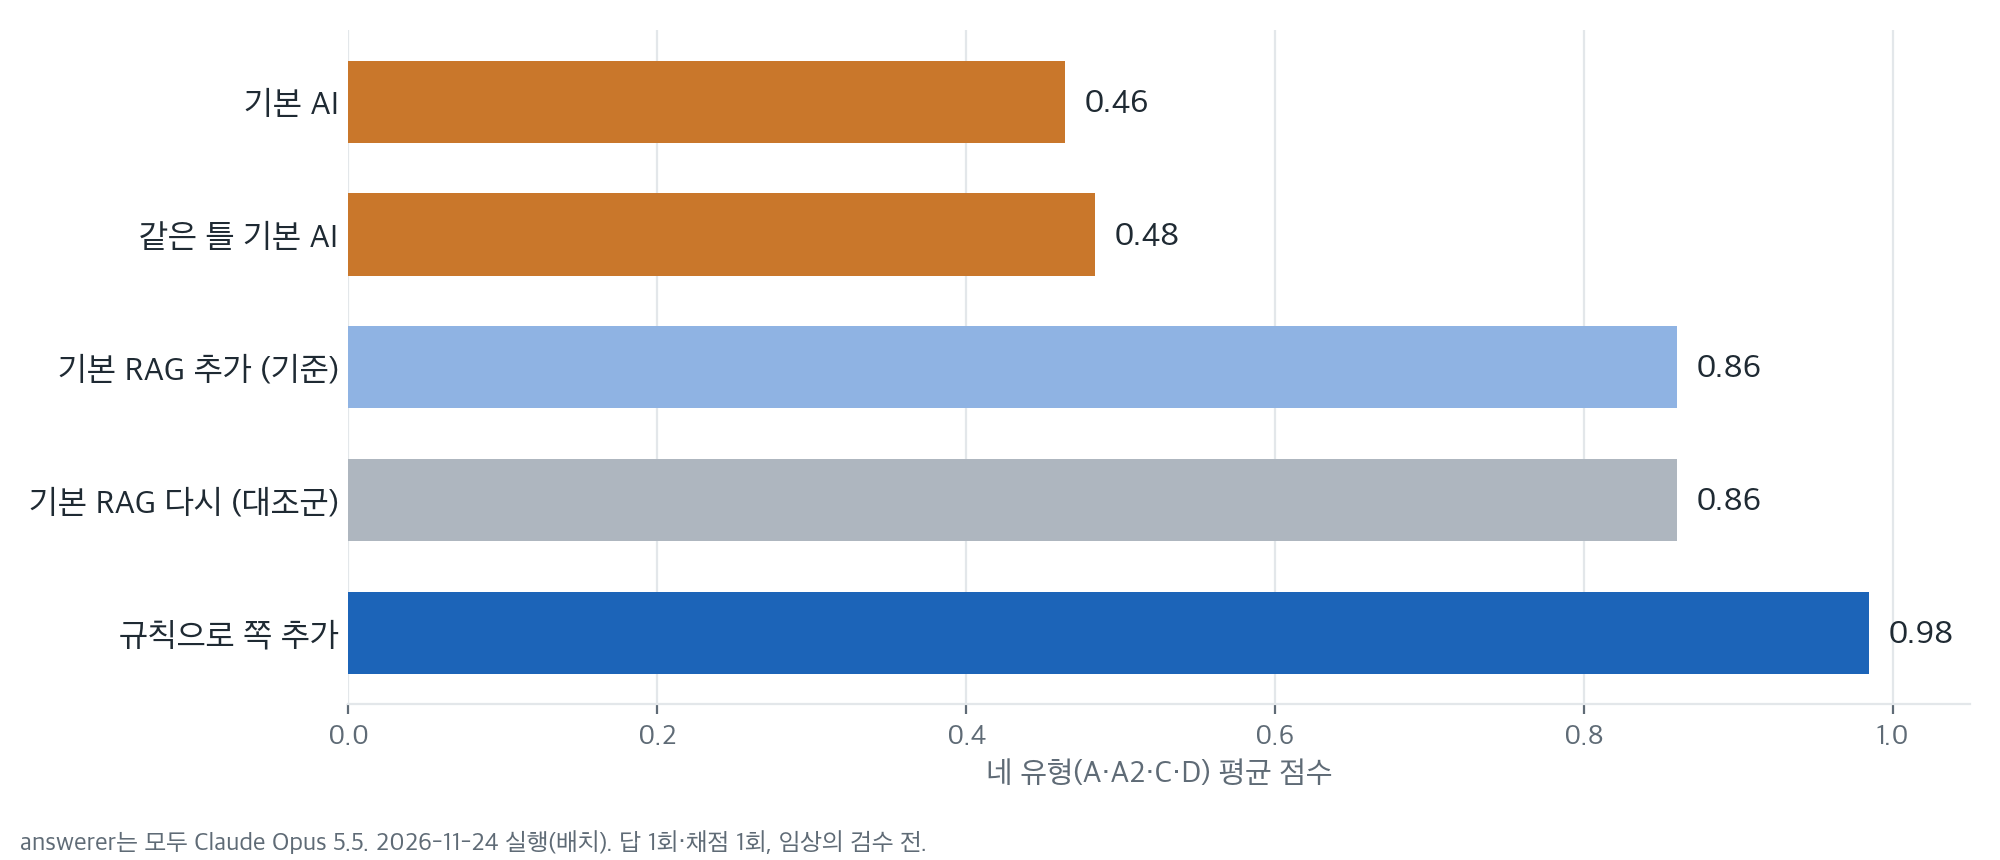 기본 AI 0.46
같은 틀 기본 AI 0.48
기본 RAG 추가 (기준) 0.86
기본 RAG 다시 (대조군) 0.86
규칙으로 쪽 추가 0.98
0.0 0.2 0.4 0.6 0.8 1.0
네 유형(A·A2·C·D) 평균 점수
answerer는 모두 Claude Opus 5.5. 2026-11-24 실행(배치). 답 1회·채점 1회, 임상의 검수 전.